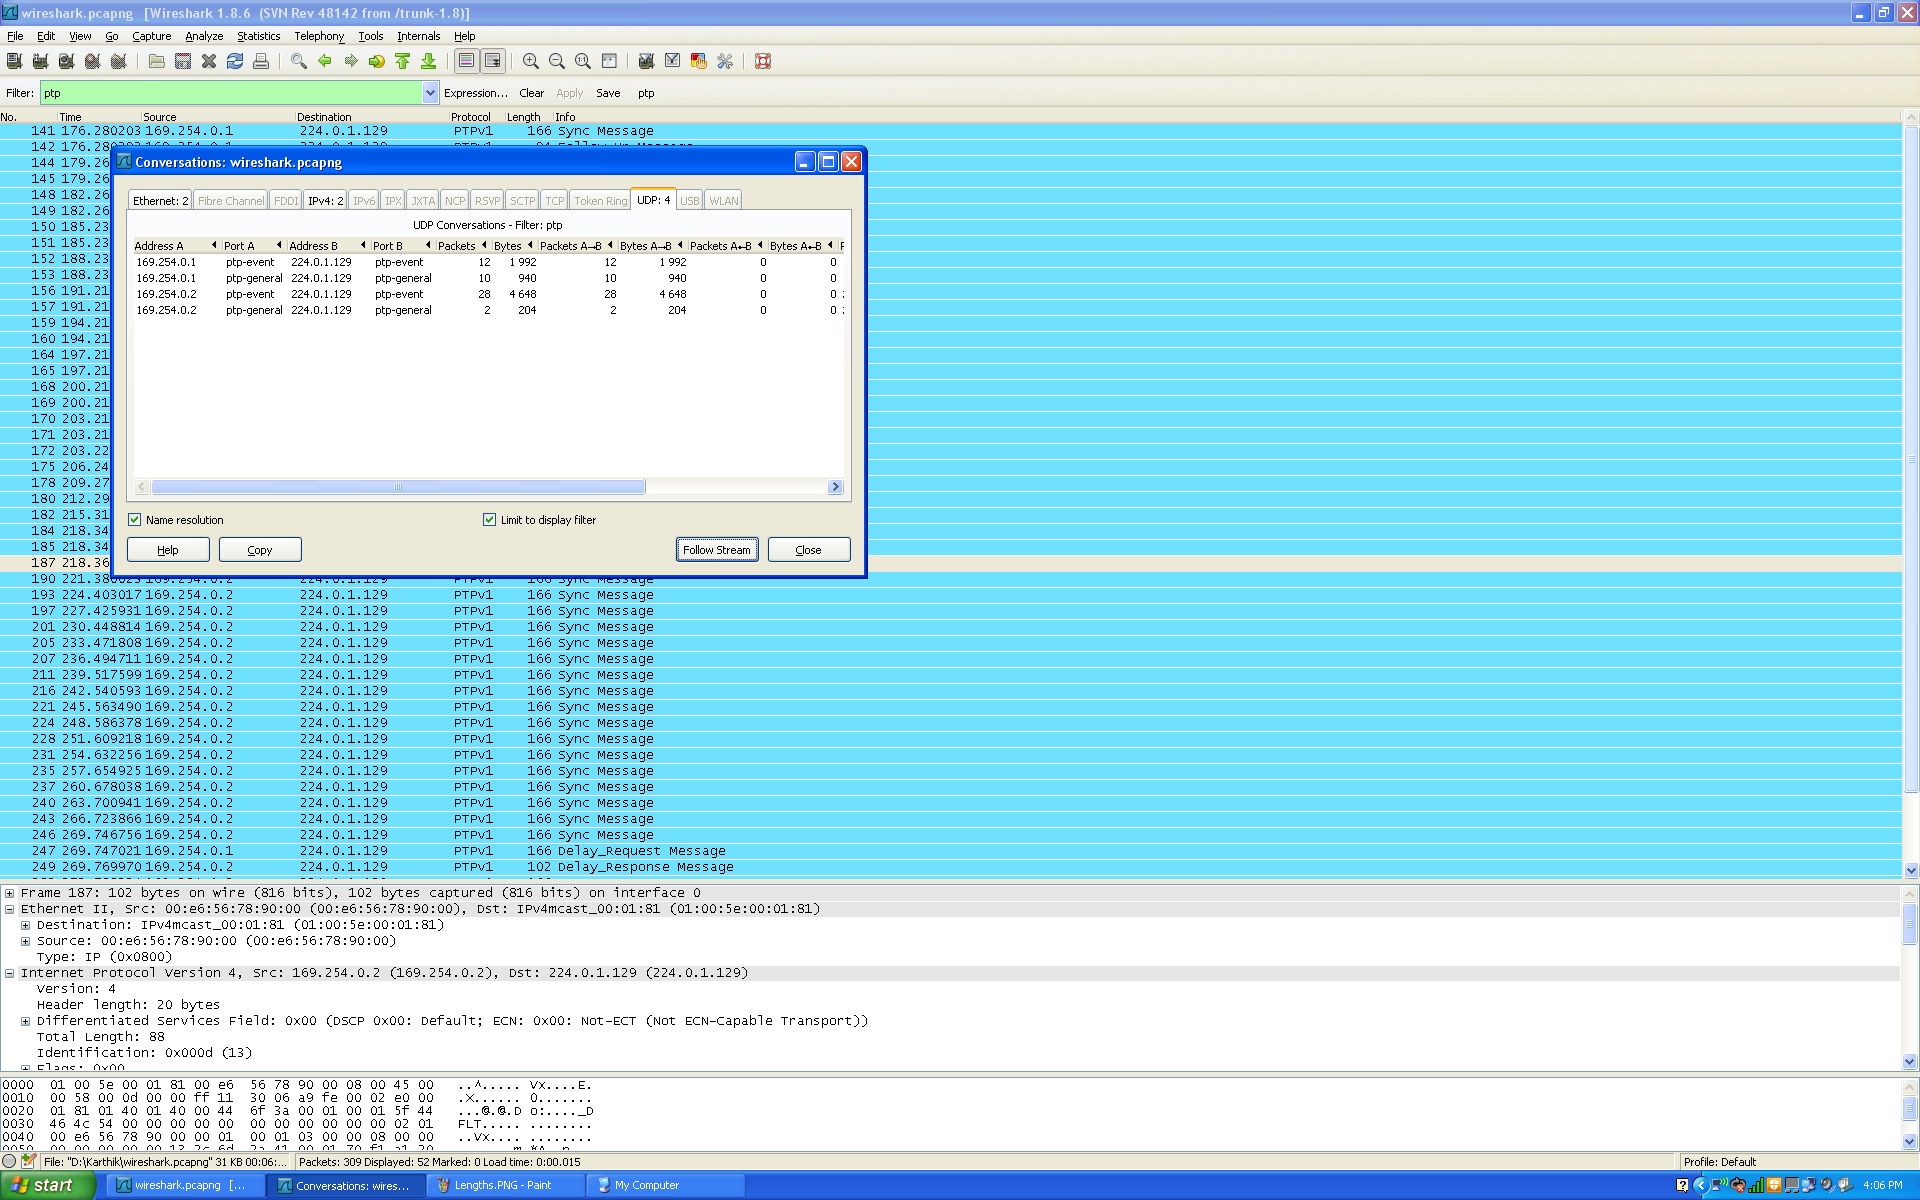 wireshark.pcapng   [Wireshark 1.8.6  (SVN Rev 48142 from /trunk-1.8)]
File Edit View Go Capture Analyze Statistics Telephony Tools Internals Help
Filter: ptp Expression... Clear Apply Save ptp
No. Time Source Destination Protocol Length Info
141 176.280203 169.254.0.1 224.0.1.129 PTPv1 166 Sync Message
142 176.28
144 179.26
145 179.26
148 182.26
149 182.26
150 185.23
151 185.23
152 188.23
153 188.23
156 191.21
157 191.21
159 194.21
160 194.21
164 197.21
165 197.21
168 200.21
169 200.21
170 203.21
171 203.21
172 203.22
175 206.24
178 209.27
180 212.29
182 215.31
184 218.34
185 218.34
187 218.36
Conversations: wireshark.pcapng
Ethernet: 2 Fibre Channel FDDI IPv4: 2 IPv6 IPX JXTA NCP RSVP SCTP TCP Token Ring UDP: 4 USB WLAN
UDP Conversations - Filter: ptp
Address A Port A Address B Port B Packets Bytes Packets A→B Bytes A→B Packets A←B Bytes A←B
169.254.0.1 ptp-event 224.0.1.129 ptp-event 12 1 992 12 1 992 0 0
169.254.0.1 ptp-general 224.0.1.129 ptp-general 10 940 10 940 0 0
169.254.0.2 ptp-event 224.0.1.129 ptp-event 28 4 648 28 4 648 0 0
169.254.0.2 ptp-general 224.0.1.129 ptp-general 2 204 2 204 0 0
Name resolution Limit to display filter
Help Copy Follow Stream Close
190 221.380023 169.254.0.2 224.0.1.129 PTPv1 166 Sync Message
193 224.403017 169.254.0.2 224.0.1.129 PTPv1 166 Sync Message
197 227.425931 169.254.0.2 224.0.1.129 PTPv1 166 Sync Message
201 230.448814 169.254.0.2 224.0.1.129 PTPv1 166 Sync Message
205 233.471808 169.254.0.2 224.0.1.129 PTPv1 166 Sync Message
207 236.494711 169.254.0.2 224.0.1.129 PTPv1 166 Sync Message
211 239.517599 169.254.0.2 224.0.1.129 PTPv1 166 Sync Message
216 242.540593 169.254.0.2 224.0.1.129 PTPv1 166 Sync Message
221 245.563490 169.254.0.2 224.0.1.129 PTPv1 166 Sync Message
224 248.586378 169.254.0.2 224.0.1.129 PTPv1 166 Sync Message
228 251.609218 169.254.0.2 224.0.1.129 PTPv1 166 Sync Message
231 254.632256 169.254.0.2 224.0.1.129 PTPv1 166 Sync Message
235 257.654925 169.254.0.2 224.0.1.129 PTPv1 166 Sync Message
237 260.678038 169.254.0.2 224.0.1.129 PTPv1 166 Sync Message
240 263.700941 169.254.0.2 224.0.1.129 PTPv1 166 Sync Message
243 266.723866 169.254.0.2 224.0.1.129 PTPv1 166 Sync Message
246 269.746756 169.254.0.2 224.0.1.129 PTPv1 166 Sync Message
247 269.747021 169.254.0.1 224.0.1.129 PTPv1 166 Delay_Request Message
249 269.769970 169.254.0.2 224.0.1.129 PTPv1 102 Delay_Response Message
Frame 187: 102 bytes on wire (816 bits), 102 bytes captured (816 bits) on interface 0
Ethernet II, Src: 00:e6:56:78:90:00 (00:e6:56:78:90:00), Dst: IPv4mcast_00:01:81 (01:00:5e:00:01:81)
Destination: IPv4mcast_00:01:81 (01:00:5e:00:01:81)
Source: 00:e6:56:78:90:00 (00:e6:56:78:90:00)
Type: IP (0x0800)
Internet Protocol Version 4, Src: 169.254.0.2 (169.254.0.2), Dst: 224.0.1.129 (224.0.1.129)
Version: 4
Header length: 20 bytes
Differentiated Services Field: 0x00 (DSCP 0x00: Default; ECN: 0x00: Not-ECT (Not ECN-Capable Transport))
Total Length: 88
Identification: 0x000d (13)
Flags: 0x00
0000  01 00 5e 00 01 81 00 e6  56 78 90 00 08 00 45 00   ..^..... Vx....E.
0010  00 58 00 0d 00 00 ff 11  30 06 a9 fe 00 02 e0 00   .X...... 0.......
0020  01 81 01 40 01 40 00 44  6f 3a 00 01 00 01 5f 44   ...@.@.D o:...._D
0030  46 4c 54 00 00 00 00 00  00 00 00 00 00 00 02 01   FLT..... ........
0040  00 e6 56 78 90 00 00 01  00 01 03 00 00 08 00 00   ..Vx.... ........
File: "D:\Karthik\wireshark.pcapng" 31 KB 00:06:... Packets: 309 Displayed: 52 Marked: 0 Load time: 0:00.015 Profile: Default
start wireshark.pcapng  [... Conversations: wires... Lengths.PNG - Paint My Computer 4:06 PM